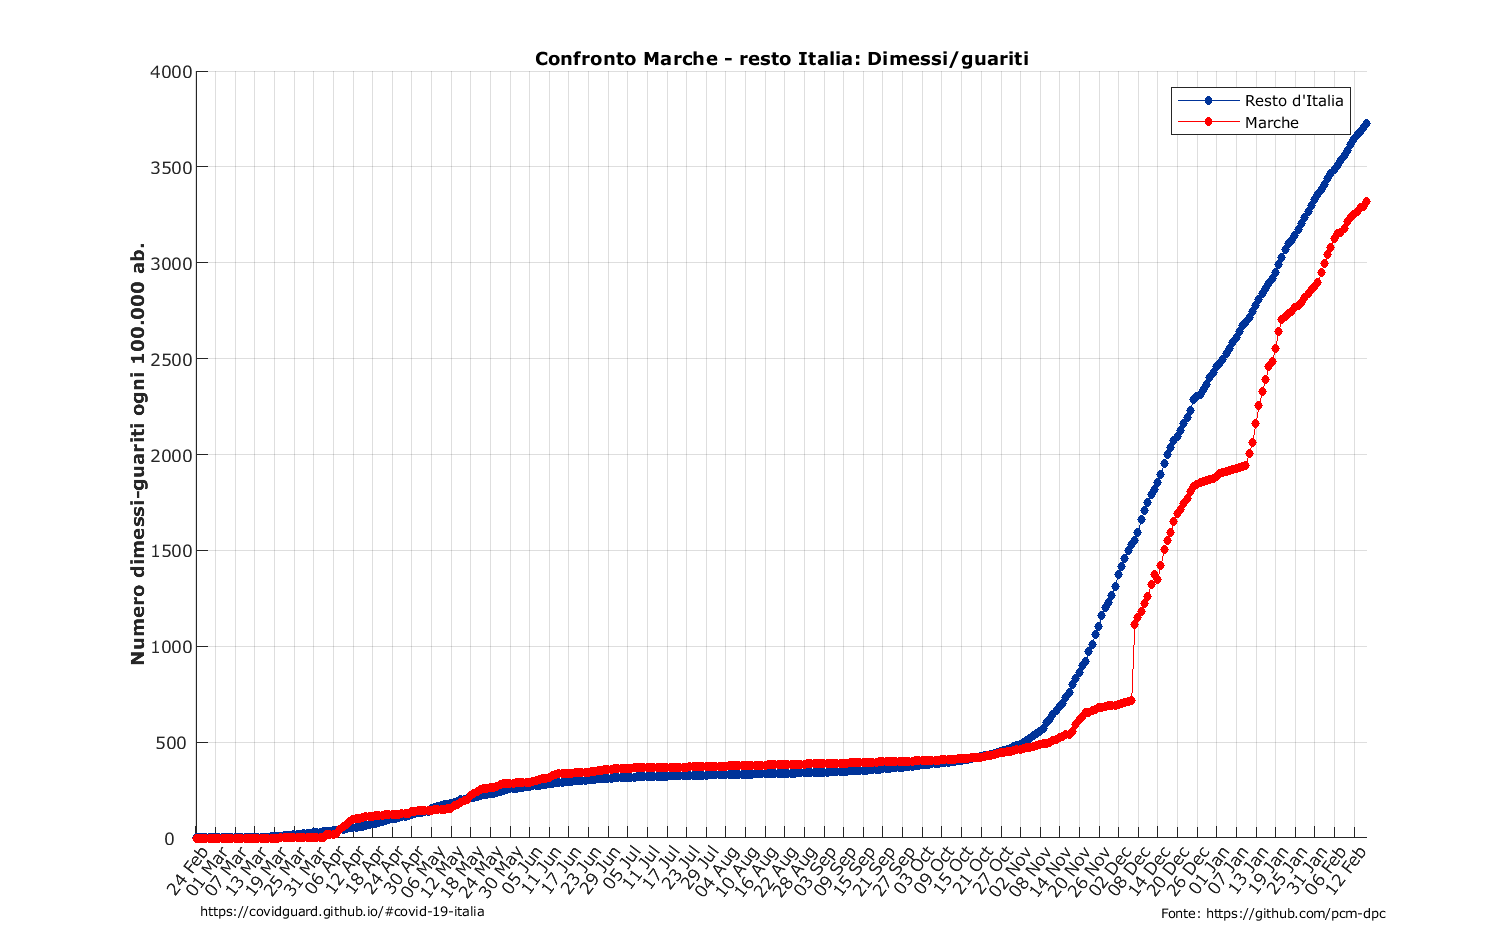 Confronto Marche - resto Italia: Dimessi/guariti
Resto d'Italia
Marche
Numero dimessi-guariti ogni 100.000 ab.
4000
3500
3000
2500
2000
1500
1000
500
0
24 Feb
01 Mar
07 Mar
13 Mar
19 Mar
25 Mar
31 Mar
06 Apr
12 Apr
18 Apr
24 Apr
30 Apr
06 May
12 May
18 May
24 May
30 May
05 Jun
11 Jun
17 Jun
23 Jun
29 Jun
05 Jul
11 Jul
17 Jul
23 Jul
29 Jul
04 Aug
10 Aug
16 Aug
22 Aug
28 Aug
03 Sep
09 Sep
15 Sep
21 Sep
27 Sep
03 Oct
09 Oct
15 Oct
21 Oct
27 Oct
02 Nov
08 Nov
14 Nov
20 Nov
26 Nov
02 Dec
08 Dec
14 Dec
20 Dec
26 Dec
01 Jan
07 Jan
13 Jan
19 Jan
25 Jan
31 Jan
06 Feb
12 Feb
https://covidguard.github.io/#covid-19-italia
Fonte: https://github.com/pcm-dpc